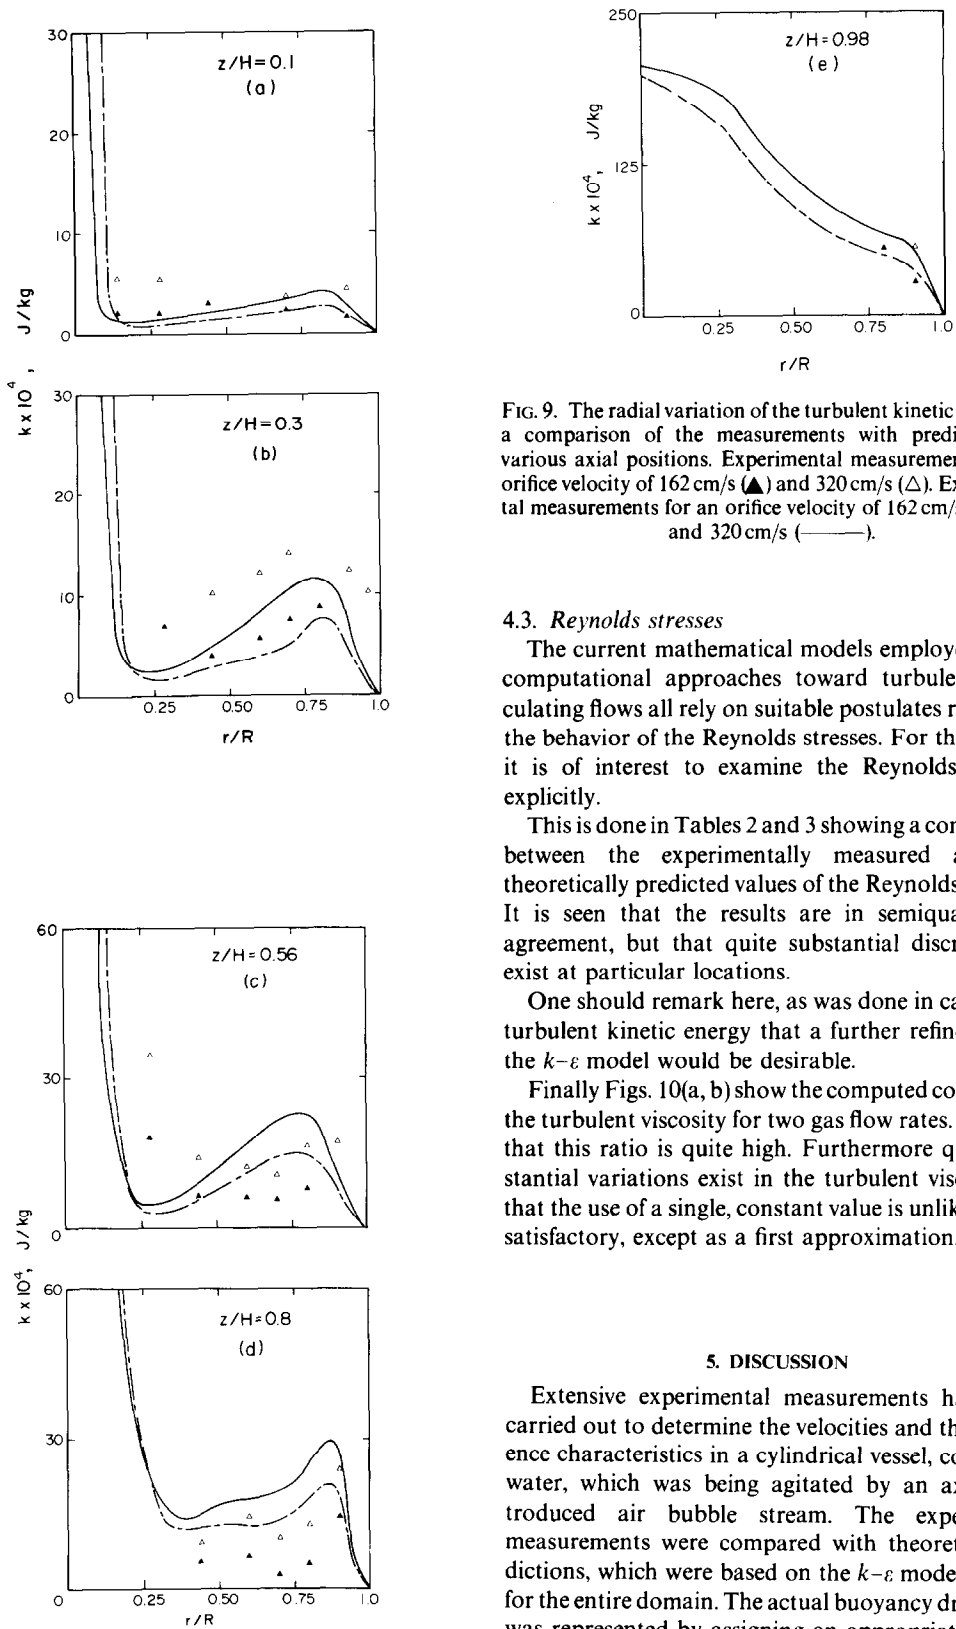 30
z/H=0.1
(a)
20
10
0
J/kg
k x 10⁴,
30
z/H=0.3
(b)
20
10
0
0.25 0.50 0.75 1.0
r/R
60
z/H=0.56
(c)
30
0
k x 10⁴, J/kg
60
z/H=0.8
(d)
30
0 0.25 0.50 0.75 1.0
r/R
250
z/H=0.98
(e)
k x 10⁴, J/kg
125
0
0.25 0.50 0.75 1.0
r/R
FIG. 9. The radial variation of the turbulent kinetic
a comparison of the measurements with predi
various axial positions. Experimental measuremen
orifice velocity of 162 cm/s (▲) and 320 cm/s (△). Ex
tal measurements for an orifice velocity of 162 cm/s
and 320 cm/s (———).
4.3. Reynolds stresses
The current mathematical models employe
computational approaches toward turbule
culating flows all rely on suitable postulates r
the behavior of the Reynolds stresses. For th
it is of interest to examine the Reynolds
explicitly.
This is done in Tables 2 and 3 showing a con
between the experimentally measured a
theoretically predicted values of the Reynolds
It is seen that the results are in semiqua
agreement, but that quite substantial discr
exist at particular locations.
One should remark here, as was done in ca
turbulent kinetic energy that a further refin
the k–ε model would be desirable.
Finally Figs. 10(a, b) show the computed co
the turbulent viscosity for two gas flow rates.
that this ratio is quite high. Furthermore q
stantial variations exist in the turbulent visc
that the use of a single, constant value is unlik
satisfactory, except as a first approximation.
5. DISCUSSION
Extensive experimental measurements h
carried out to determine the velocities and th
ence characteristics in a cylindrical vessel, co
water, which was being agitated by an ax
troduced air bubble stream. The expe
measurements were compared with theoret
dictions, which were based on the k–ε mode
for the entire domain. The actual buoyancy dr
was represented by assigning an appropriat